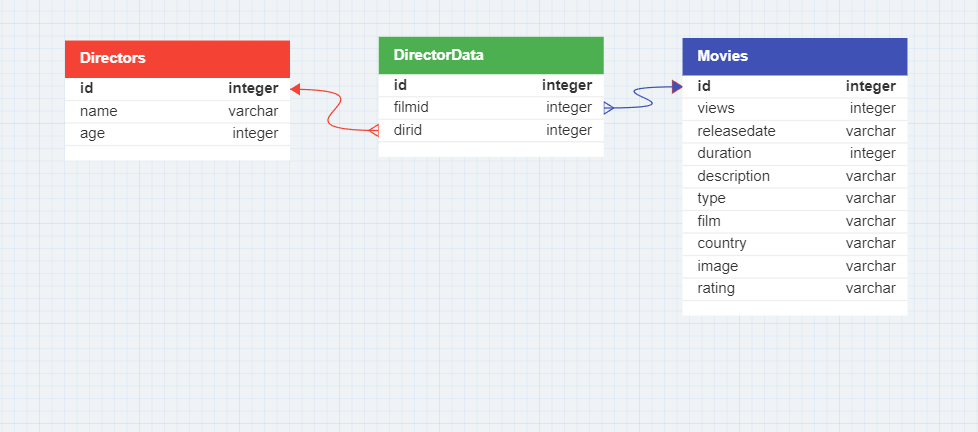 Directors
id integer
name varchar
age integer
DirectorData
id integer
filmid integer
dirid integer
Movies
id integer
views integer
releasedate varchar
duration integer
description varchar
type varchar
film varchar
country varchar
image varchar
rating varchar